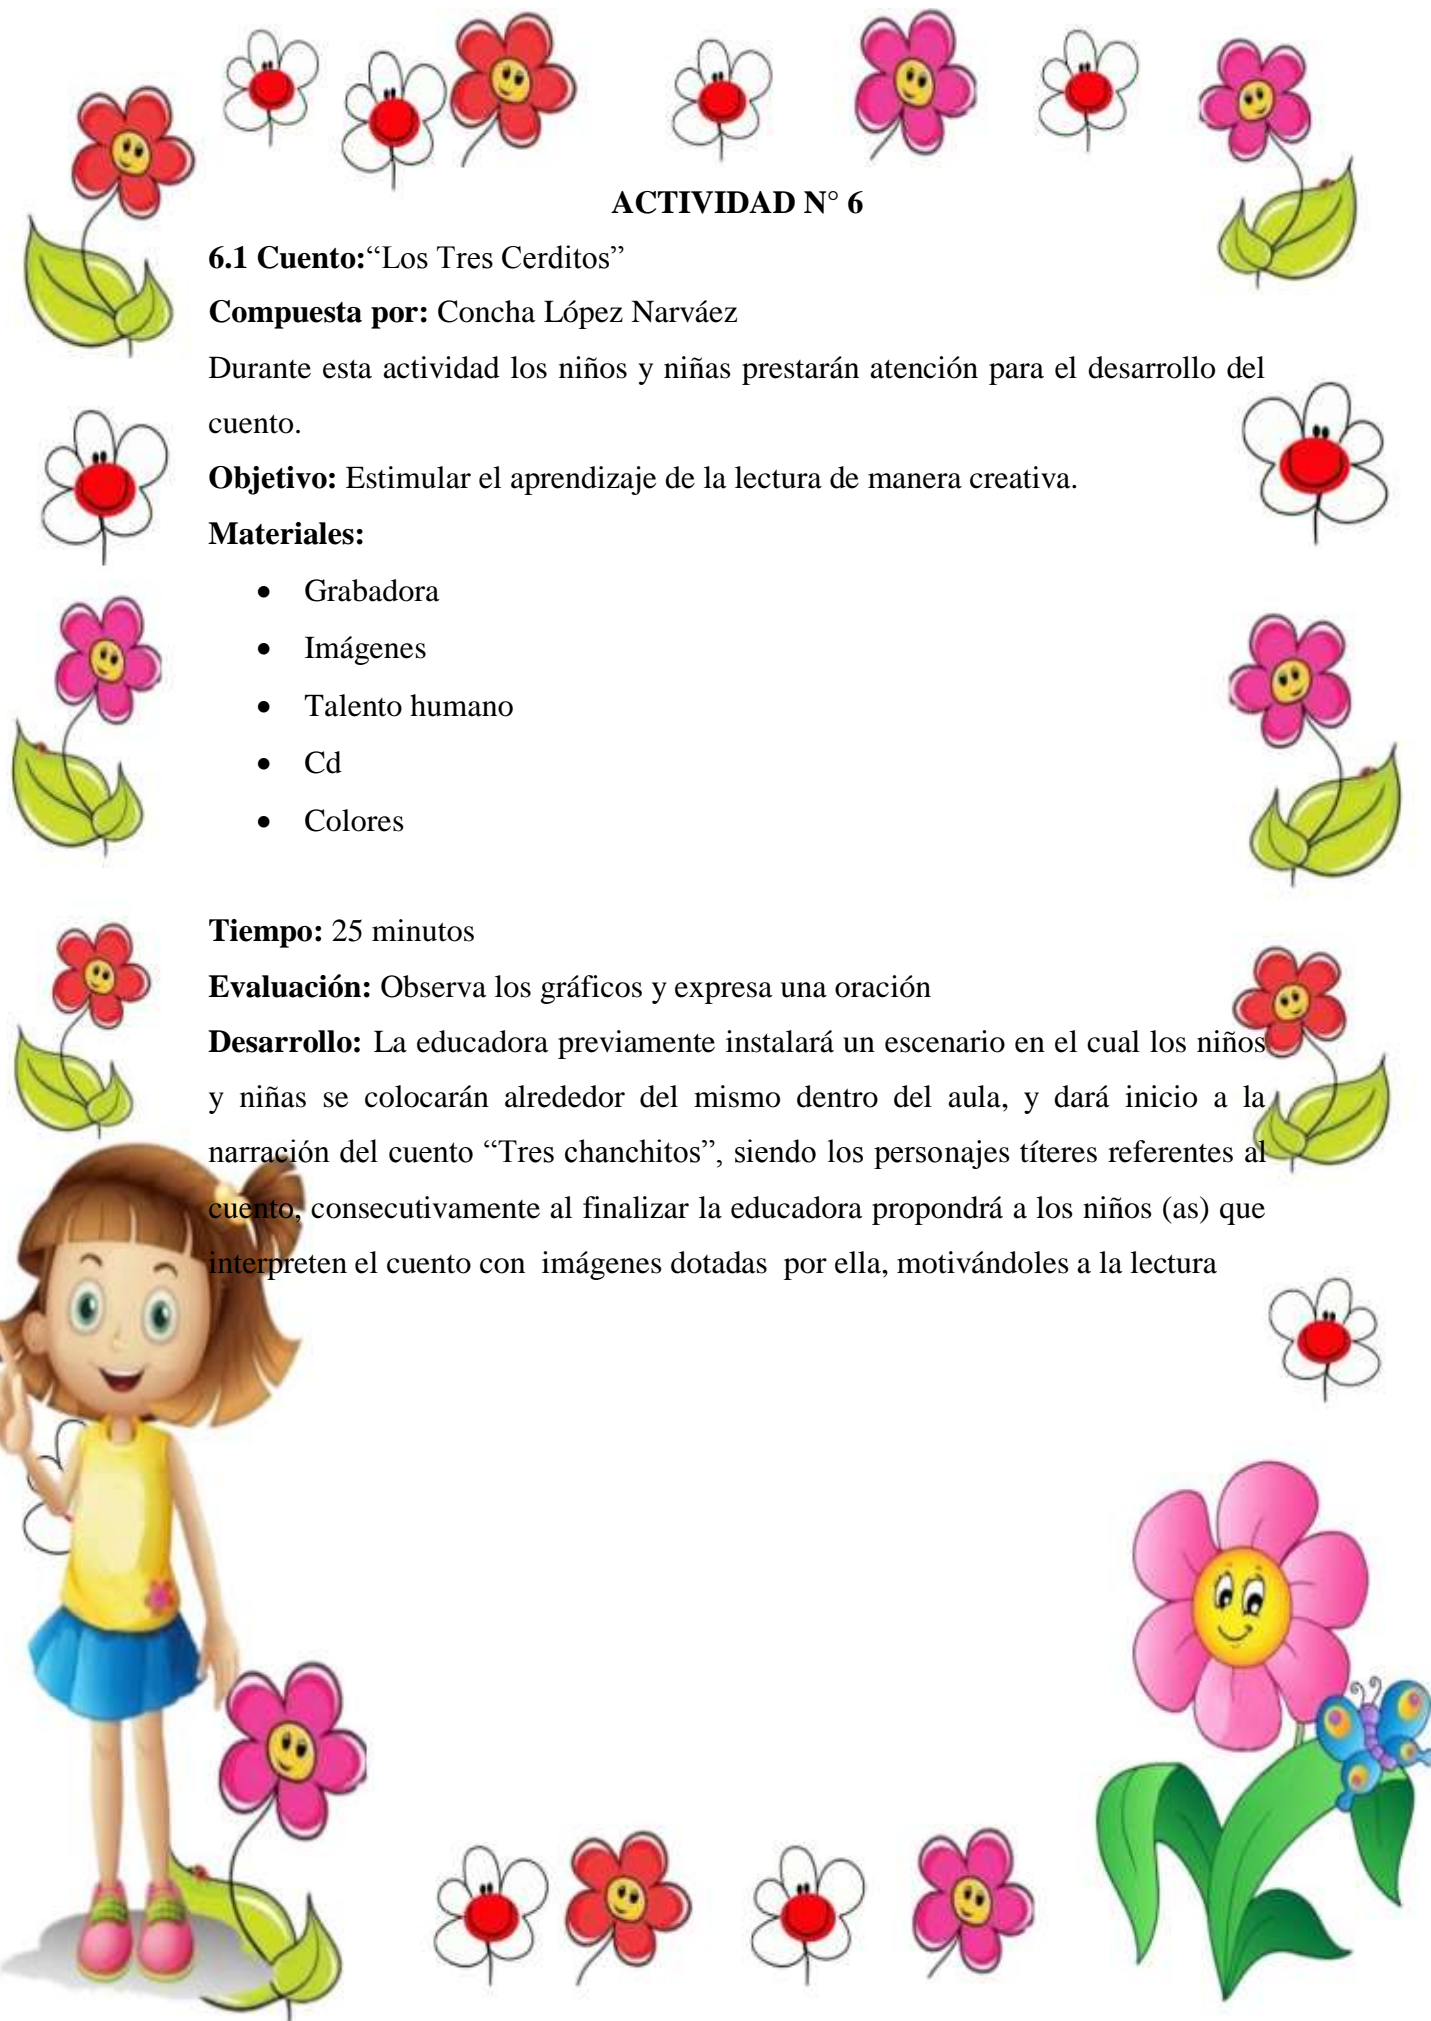 ACTIVIDAD N° 6
6.1 Cuento:“Los Tres Cerditos”
Compuesta por: Concha López Narváez
Durante esta actividad los niños y niñas prestarán atención para el desarrollo del
cuento.
Objetivo: Estimular el aprendizaje de la lectura de manera creativa.
Materiales:
• Grabadora
• Imágenes
• Talento humano
• Cd
• Colores
Tiempo: 25 minutos
Evaluación: Observa los gráficos y expresa una oración
Desarrollo: La educadora previamente instalará un escenario en el cual los niños
y niñas se colocarán alrededor del mismo dentro del aula, y dará inicio a la
narración del cuento “Tres chanchitos”, siendo los personajes títeres referentes al
cuento, consecutivamente al finalizar la educadora propondrá a los niños (as) que
interpreten el cuento con imágenes dotadas por ella, motivándoles a la lectura